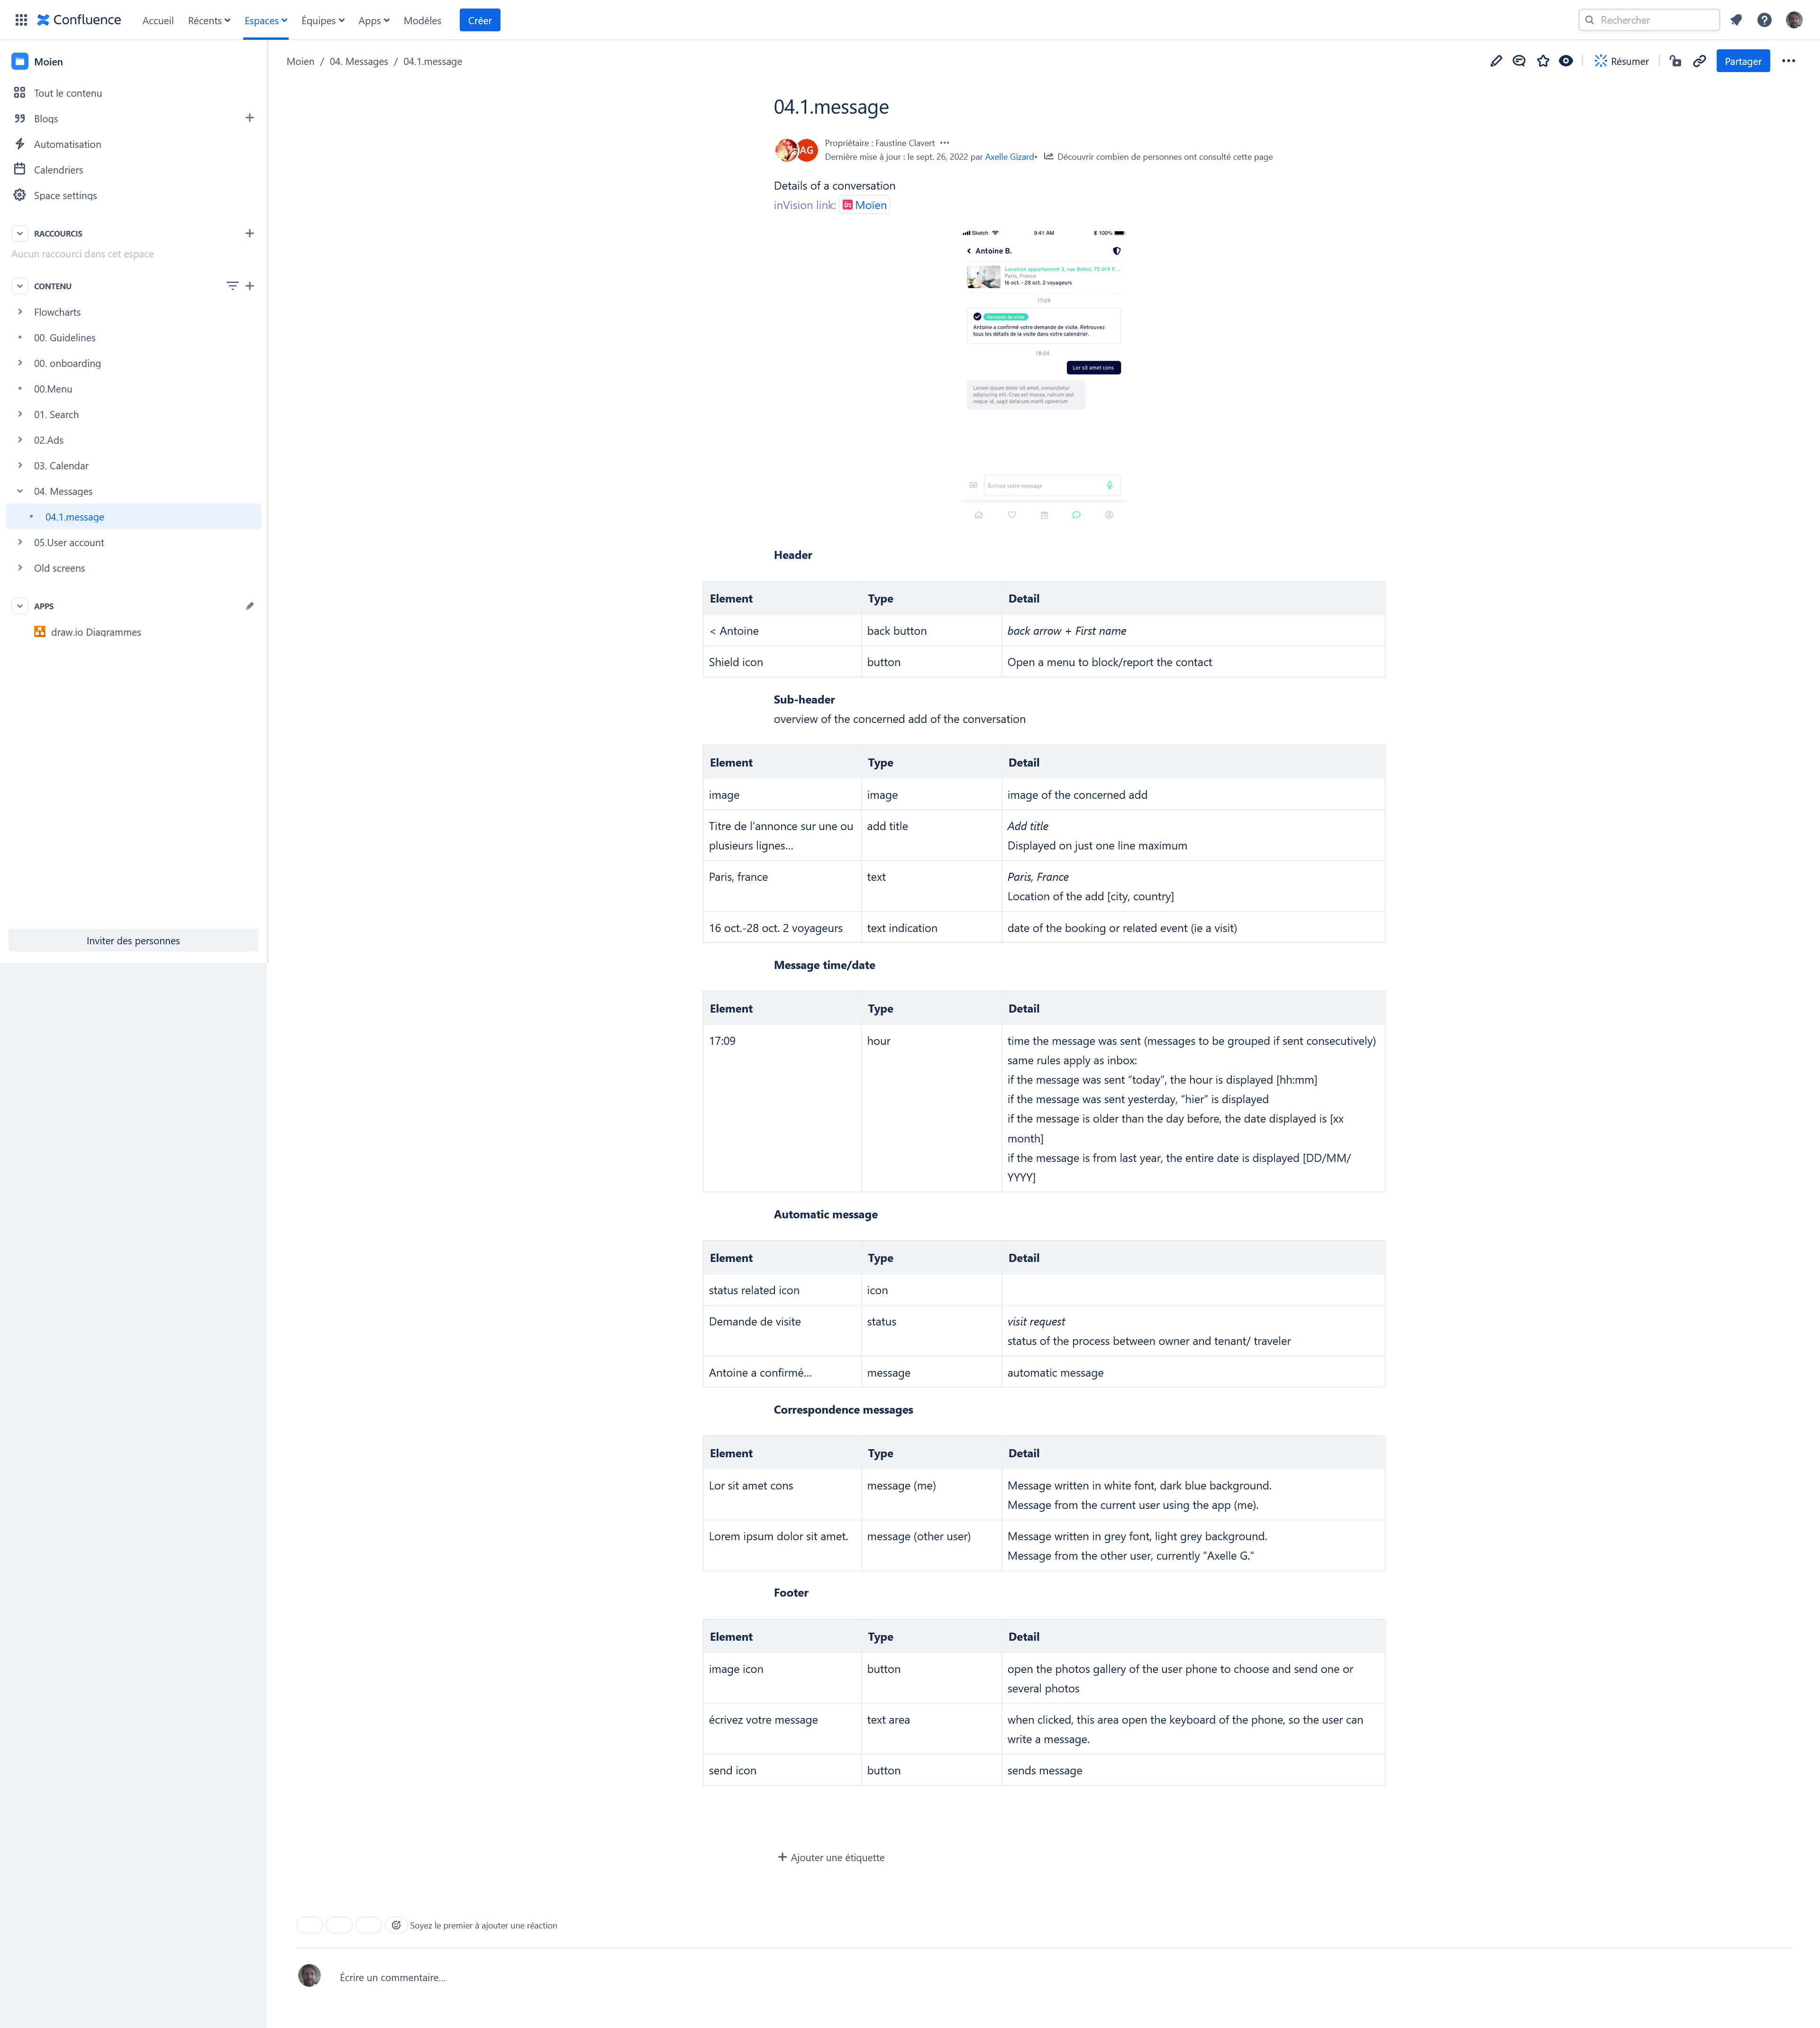 Confluence
Accueil Récents Espaces Équipes Apps Modèles Créer
Rechercher
Moien
Tout le contenu
Blogs
Automatisation
Calendriers
Space settings
RACCOURCIS
Aucun raccourci dans cet espace
CONTENU
Flowcharts
00. Guidelines
00. onboarding
00.Menu
01. Search
02.Ads
03. Calendar
04. Messages
04.1.message
05.User account
Old screens
APPS
draw.io Diagrammes
Inviter des personnes
Moien / 04. Messages / 04.1.message
Résumer
Partager
04.1.message
AG
Propriétaire : Faustine Clavert
Dernière mise à jour : le sept. 26, 2022 par Axelle Gizard• Découvrir combien de personnes ont consulté cette page
Details of a conversation
inVision link: in Moïen
Sketch 9:41 AM 100%
Antoine B.
Location appartement 3, rue Bellot, 75 019 P...
Paris, France
16 oct. - 28 oct. 2 voyageurs
17:09
Demande de visite
Antoine a confirmé votre demande de visite. Retrouvez
tous les détails de la visite dans votre calendrier.
18:04
Lor sit amet cons
Lorem ipsum dolor sit amet, consectetur
adipiscing elit. Cras est massa, rutrum sed
neque id, sagit delacum marit opinerum
Écrivez votre message
Header
Element Type Detail
< Antoine back button back arrow + First name
Shield icon button Open a menu to block/report the contact
Sub-header
overview of the concerned add of the conversation
Element Type Detail
image image image of the concerned add
Titre de l'annonce sur une ou plusieurs lignes… add title Add title
Displayed on just one line maximum
Paris, france text Paris, France
Location of the add [city, country]
16 oct.-28 oct. 2 voyageurs text indication date of the booking or related event (ie a visit)
Message time/date
Element Type Detail
17:09 hour time the message was sent (messages to be grouped if sent consecutively)
same rules apply as inbox:
if the message was sent “today”, the hour is displayed [hh:mm]
if the message was sent yesterday, “hier” is displayed
if the message is older than the day before, the date displayed is [xx
month]
if the message is from last year, the entire date is displayed [DD/MM/
YYYY]
Automatic message
Element Type Detail
status related icon icon
Demande de visite status visit request
status of the process between owner and tenant/ traveler
Antoine a confirmé… message automatic message
Correspondence messages
Element Type Detail
Lor sit amet cons message (me) Message written in white font, dark blue background.
Message from the current user using the app (me).
Lorem ipsum dolor sit amet. message (other user) Message written in grey font, light grey background.
Message from the other user, currently “Axelle G.”
Footer
Element Type Detail
image icon button open the photos gallery of the user phone to choose and send one or
several photos
écrivez votre message text area when clicked, this area open the keyboard of the phone, so the user can
write a message.
send icon button sends message
Ajouter une étiquette
Soyez le premier à ajouter une réaction
Écrire un commentaire…